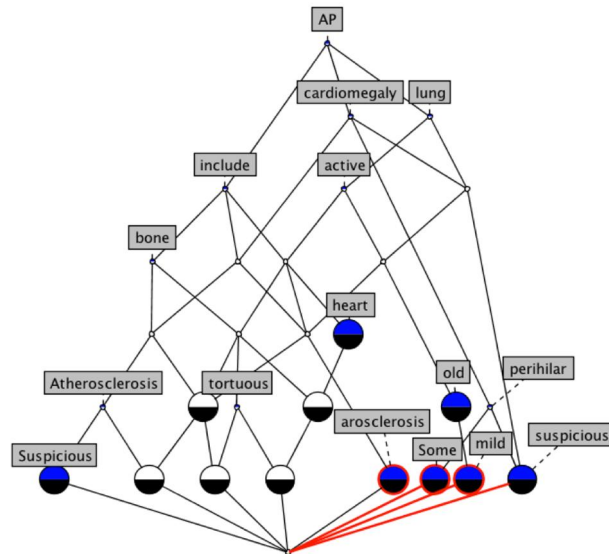 AP
cardiomegaly
lung
include
active
bone
heart
old
perihilar
Atherosclerosis
tortuous
arosclerosis
suspicious
Suspicious
Some
mild